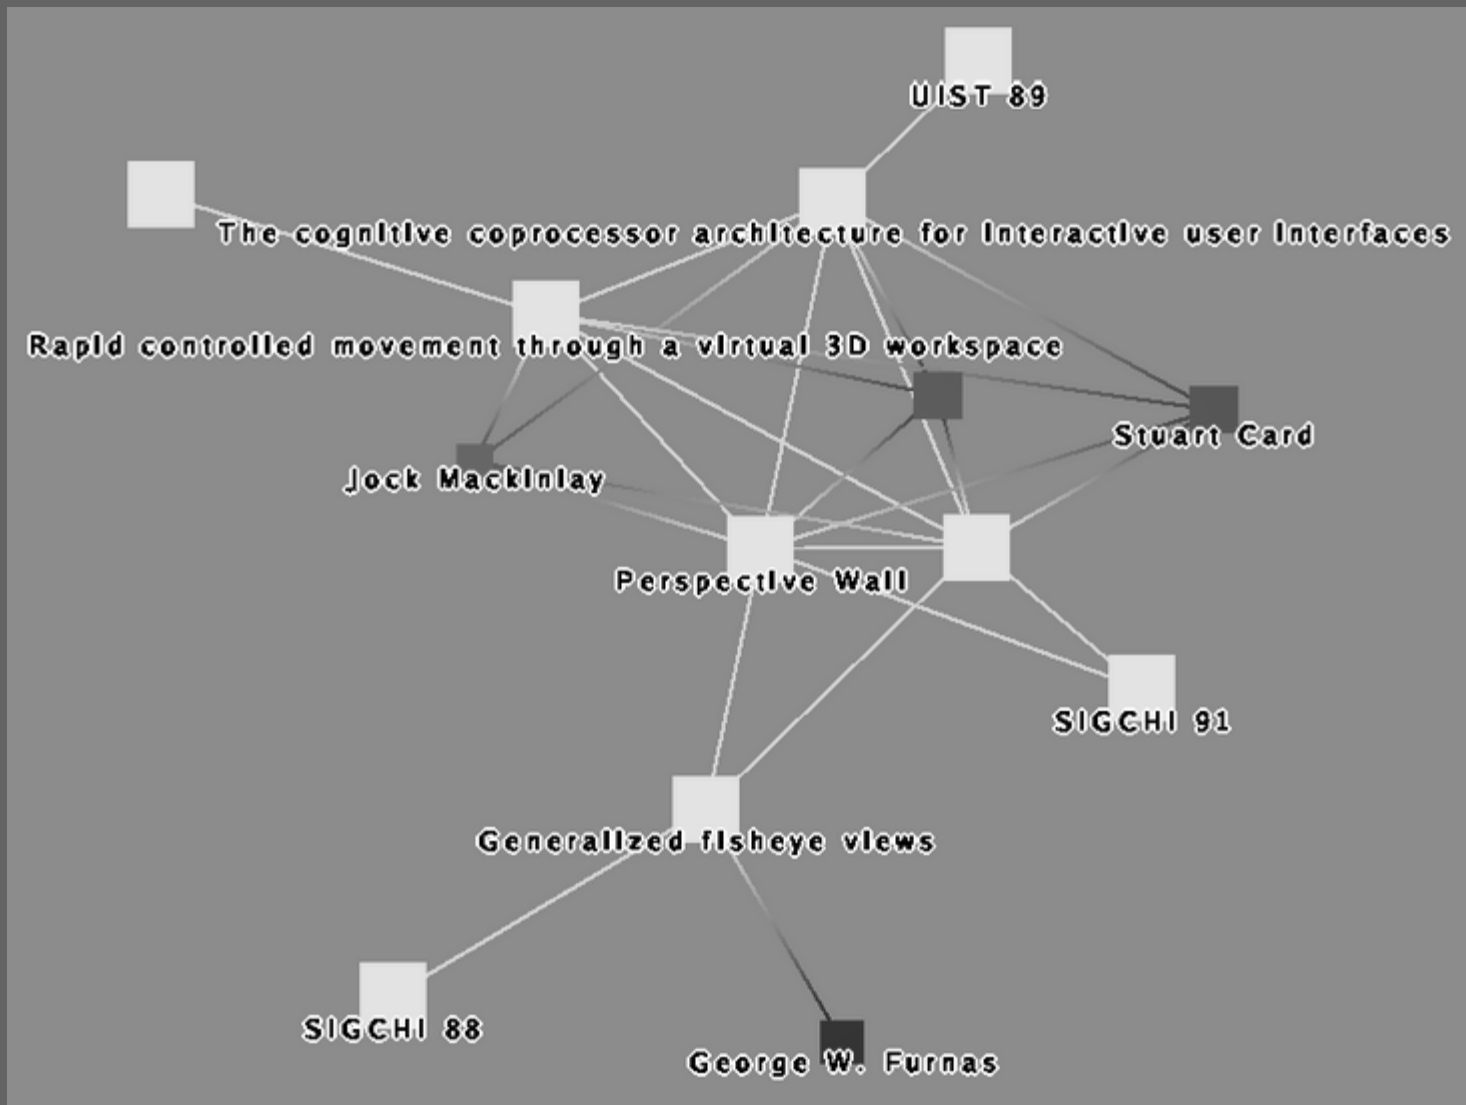 UIST 89
The cognitive coprocessor architecture for interactive user interfaces
Rapid controlled movement through a virtual 3D workspace
Stuart Card
Jock Mackinlay
Perspective Wall
SIGCHI 91
Generalized fisheye views
SIGCHI 88
George W. Furnas